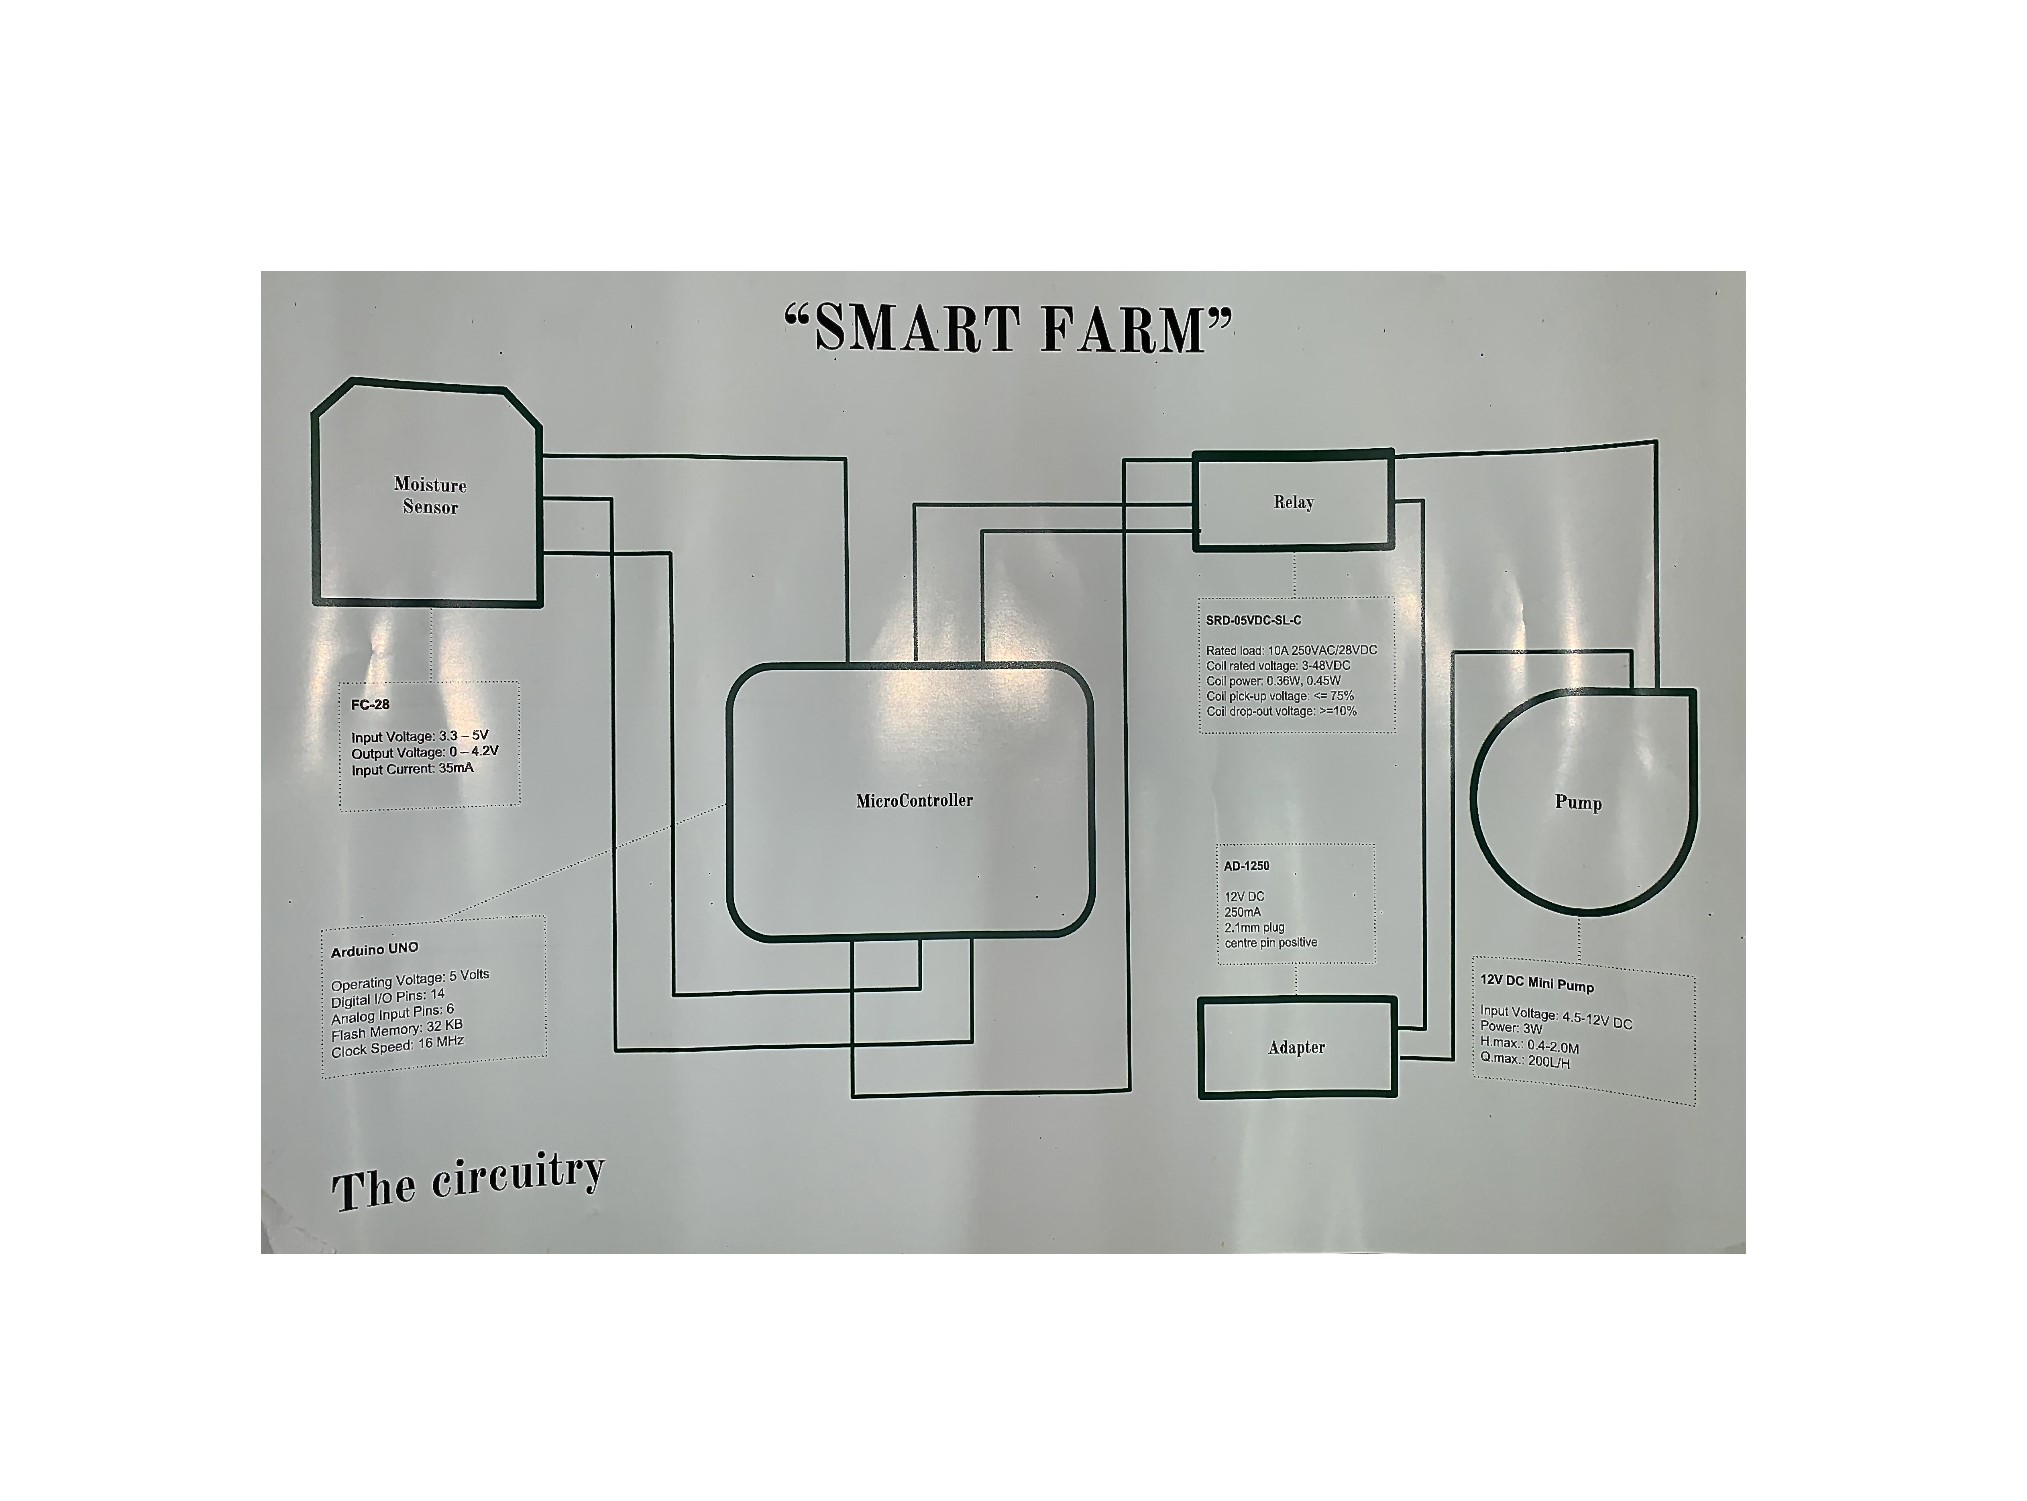 “SMART FARM”
Moisture
Sensor
Relay
SRD-05VDC-SL-C
Rated load: 10A 250VAC/28VDC
Coil rated voltage: 3-48VDC
Coil power: 0.36W, 0.45W
Coil pick-up voltage: <= 75%
Coil drop-out voltage: >=10%
FC-28
Input Voltage: 3.3 – 5V
Output Voltage: 0 – 4.2V
Input Current: 35mA
MicroController
Pump
AD-1250
12V DC
250mA
2.1mm plug
centre pin positive
Arduino UNO
Operating Voltage: 5 Volts
Digital I/O Pins: 14
Analog Input Pins: 6
Flash Memory: 32 KB
Clock Speed: 16 MHz
Adapter
12V DC Mini Pump
Input Voltage: 4.5-12V DC
Power: 3W
H.max.: 0.4-2.0M
Q.max.: 200L/H
The circuitry